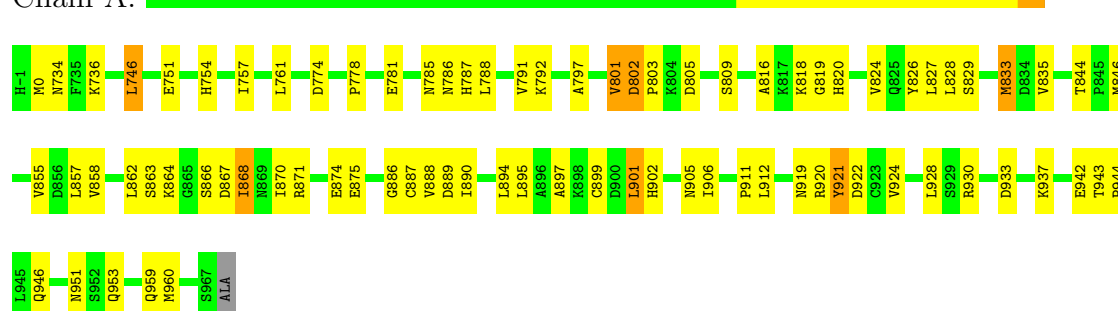 Chain A:
H-1 M0 N734 F735 K736 L746 E751 H754 I757 L761 D774 P778 E781 N785 N786 H787 L788 V791 K792 A797 V801 D802 P803 K804 D805 S809 A816 K817 K818 G819 H820 V824 Q825 Y826 L827 L828 S829 M833 D834 V835 T844 P845 M846
V855 D856 L857 V858 L862 S863 K864 G865 S866 D867 I868 N869 I870 R871 E874 E875 G886 C887 V888 D889 I890 L894 L895 A896 A897 K898 C899 D900 L901 H902 N905 I906 P911 L912 N919 R920 Y921 D922 C923 V924 L928 S929 R930 D933 K937 E942 T943
L945 Q946 N951 S952 Q953 Q959 M960 S967 ALA